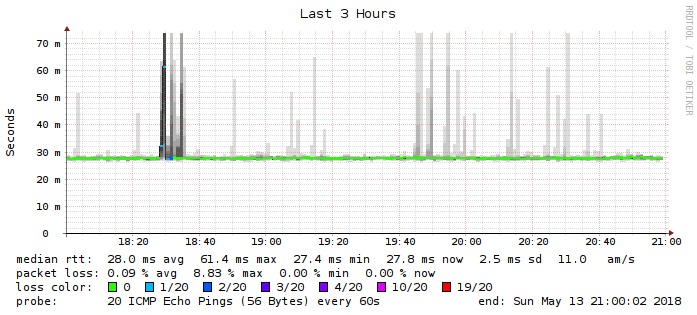 Last 3 Hours
RRDTOOL / TOBI OETIKER
Seconds
70 m
60 m
50 m
40 m
30 m
20 m
10 m
0
18:20 18:40 19:00 19:20 19:40 20:00 20:20 20:40 21:00
median rtt: 28.0 ms avg 61.4 ms max 27.4 ms min 27.8 ms now 2.5 ms sd 11.0 am/s
packet loss: 0.09 % avg 8.83 % max 0.00 % min 0.00 % now
loss color: 0 1/20 2/20 3/20 4/20 10/20 19/20
probe: 20 ICMP Echo Pings (56 Bytes) every 60s end: Sun May 13 21:00:02 2018